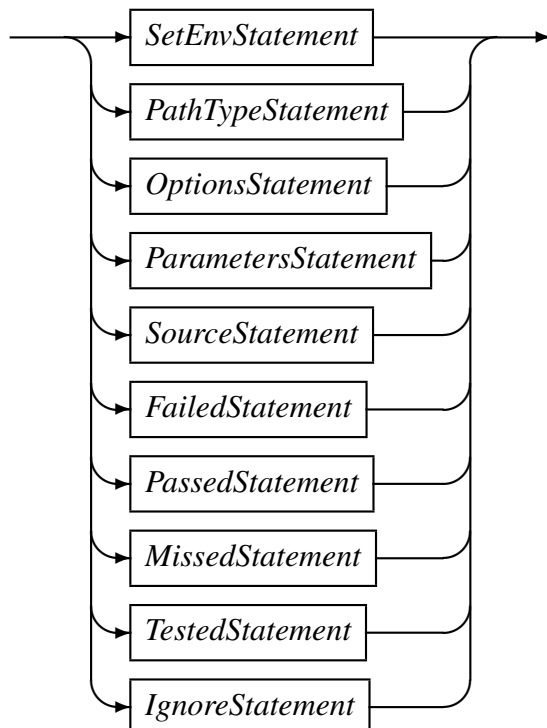 SetEnvStatement
PathTypeStatement
OptionsStatement
ParametersStatement
SourceStatement
FailedStatement
PassedStatement
MissedStatement
TestedStatement
IgnoreStatement